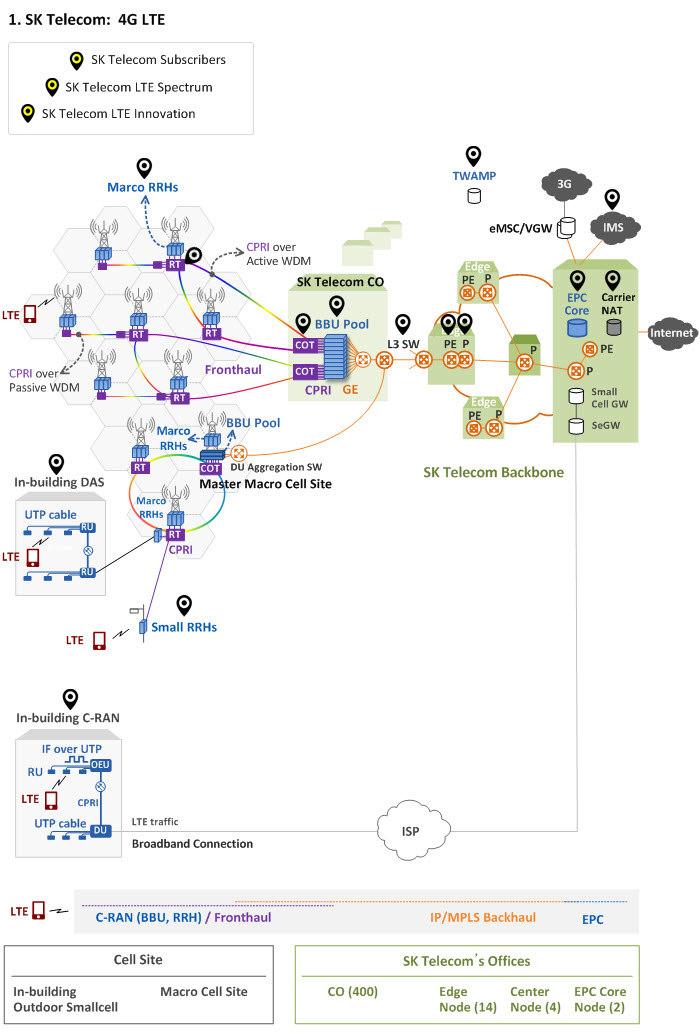 1. SK Telecom: 4G LTE
SK Telecom Subscribers
SK Telecom LTE Spectrum
SK Telecom LTE Innovation
TWAMP
Marco RRHs
3G
eMSC/VGW
IMS
CPRI over
Active WDM
RT
SK Telecom CO
Edge
PE P
EPC
Core
Carrier
NAT
LTE
BBU Pool
RT
RT
L3 SW
PE P
Internet
COT
P
PE
CPRI over
Passive WDM
Fronthaul
COT
P
CPRI
GE
RT
Small
Cell GW
Edge
PE P
SeGW
Marco
RRHs
BBU Pool
RT
COT
DU Aggregation SW
Master Macro Cell Site
SK Telecom Backbone
In-building DAS
UTP cable
RU
LTE
RU
Marco
RRHs
RT
CPRI
LTE
Small RRHs
In-building C-RAN
IF over UTP
RU
OEU
LTE
CPRI
UTP cable
DU
LTE traffic
Broadband Connection
ISP
LTE
C-RAN (BBU, RRH) / Fronthaul
IP/MPLS Backhaul
EPC
Cell Site
In-building
Outdoor Smallcell
Macro Cell Site
SK Telecom´s Offices
CO (400)
Edge
Node (14)
Center
Node (4)
EPC Core
Node (2)